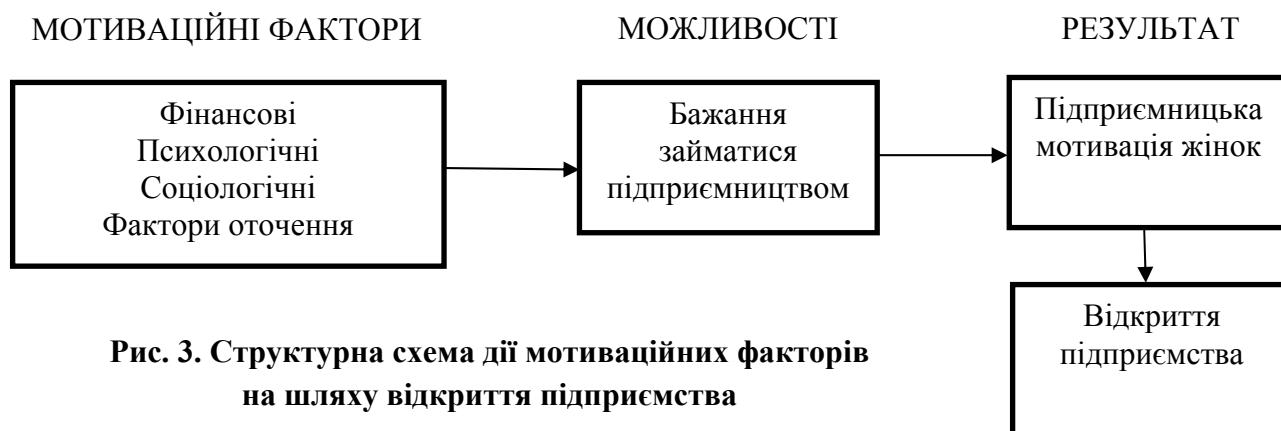 МОТИВАЦІЙНІ ФАКТОРИ
МОЖЛИВОСТІ
РЕЗУЛЬТАТ
Фінансові
Психологічні
Соціологічні
Фактори оточення
Бажання
займатися
підприємництвом
Підприємницька
мотивація жінок
Відкриття
підприємства
Рис. 3. Структурна схема дії мотиваційних факторів
на шляху відкриття підприємства